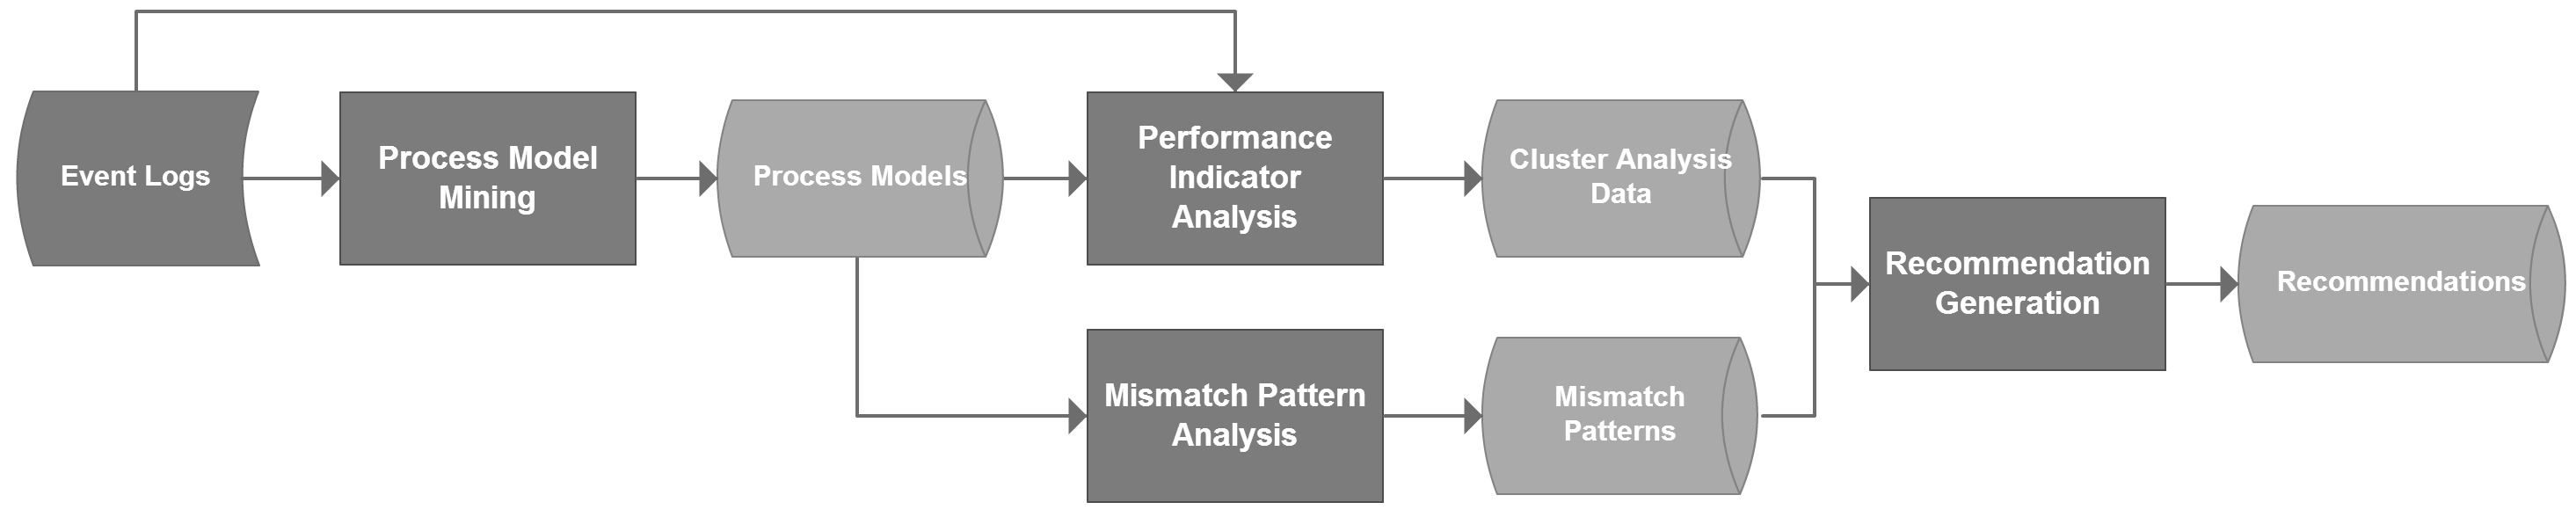 Event Logs
Process Model
Mining
Process Models
Performance
Indicator
Analysis
Cluster Analysis
Data
Mismatch Pattern
Analysis
Mismatch
Patterns
Recommendation
Generation
Recommendations